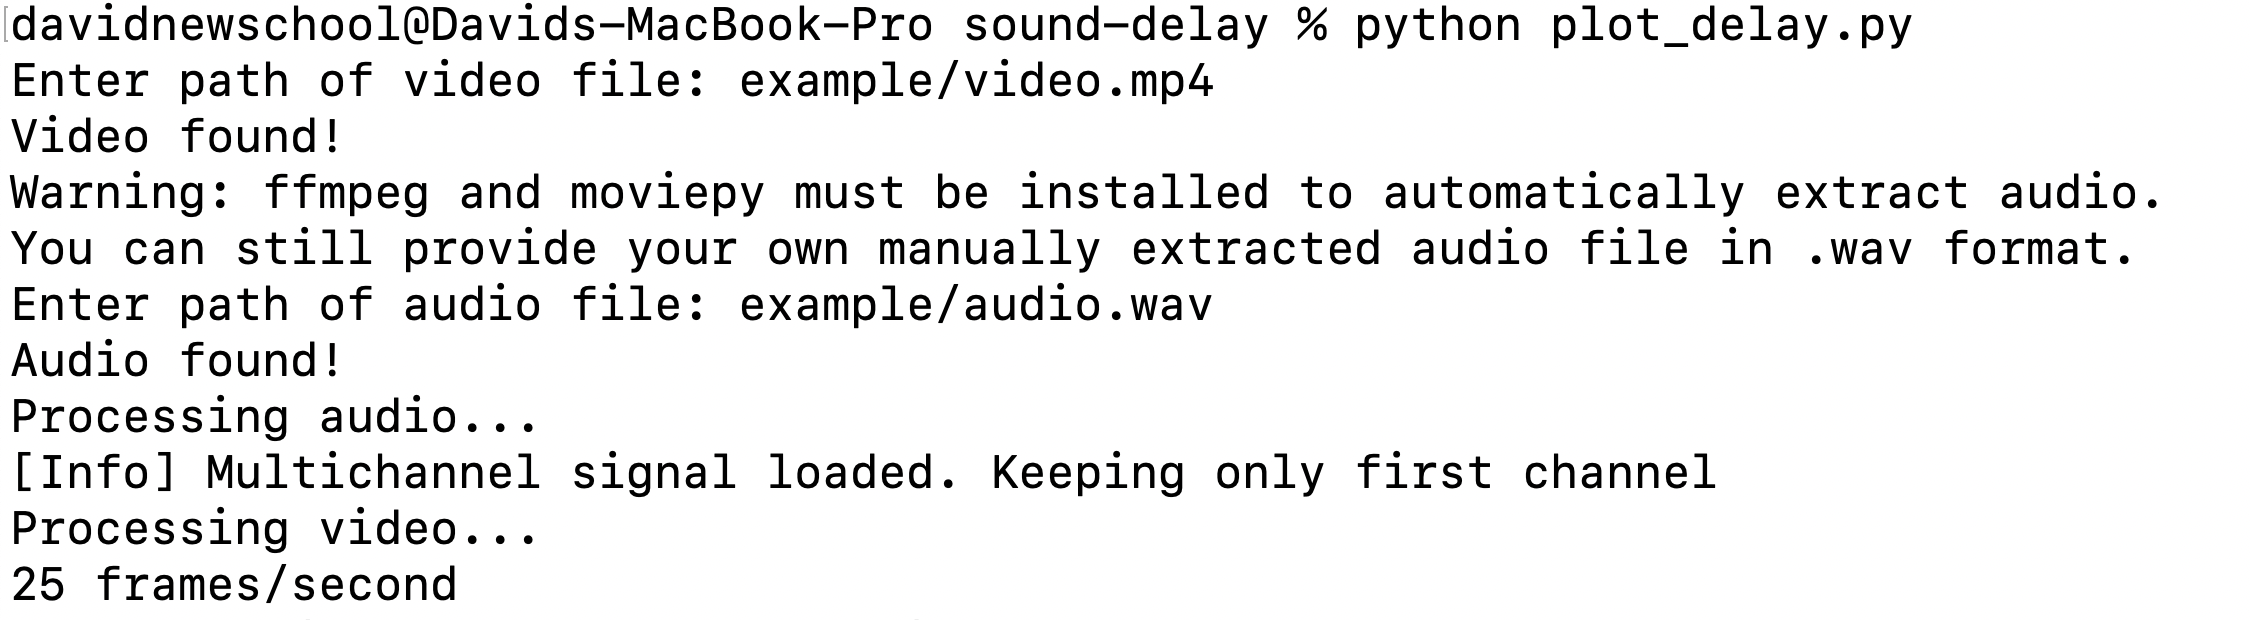 [davidnewschool@Davids-MacBook-Pro sound-delay % python plot_delay.py
Enter path of video file: example/video.mp4
Video found!
Warning: ffmpeg and moviepy must be installed to automatically extract audio.
You can still provide your own manually extracted audio file in .wav format.
Enter path of audio file: example/audio.wav
Audio found!
Processing audio...
[Info] Multichannel signal loaded. Keeping only first channel
Processing video...
25 frames/second